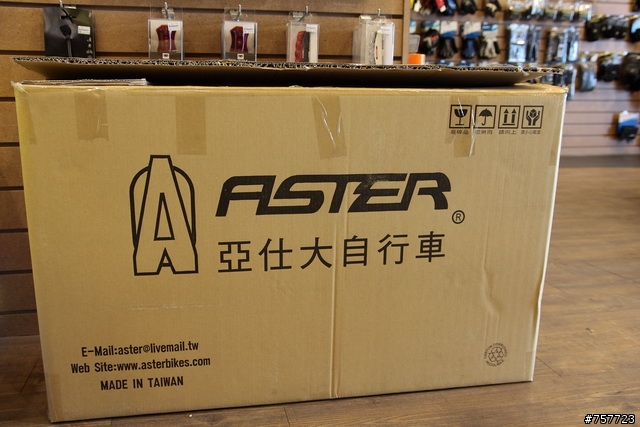 ASTER
®
亞仕大自行車
E-Mail:aster@livemail.tw
Web Site:www.asterbikes.com
MADE IN TAIWAN
#757723